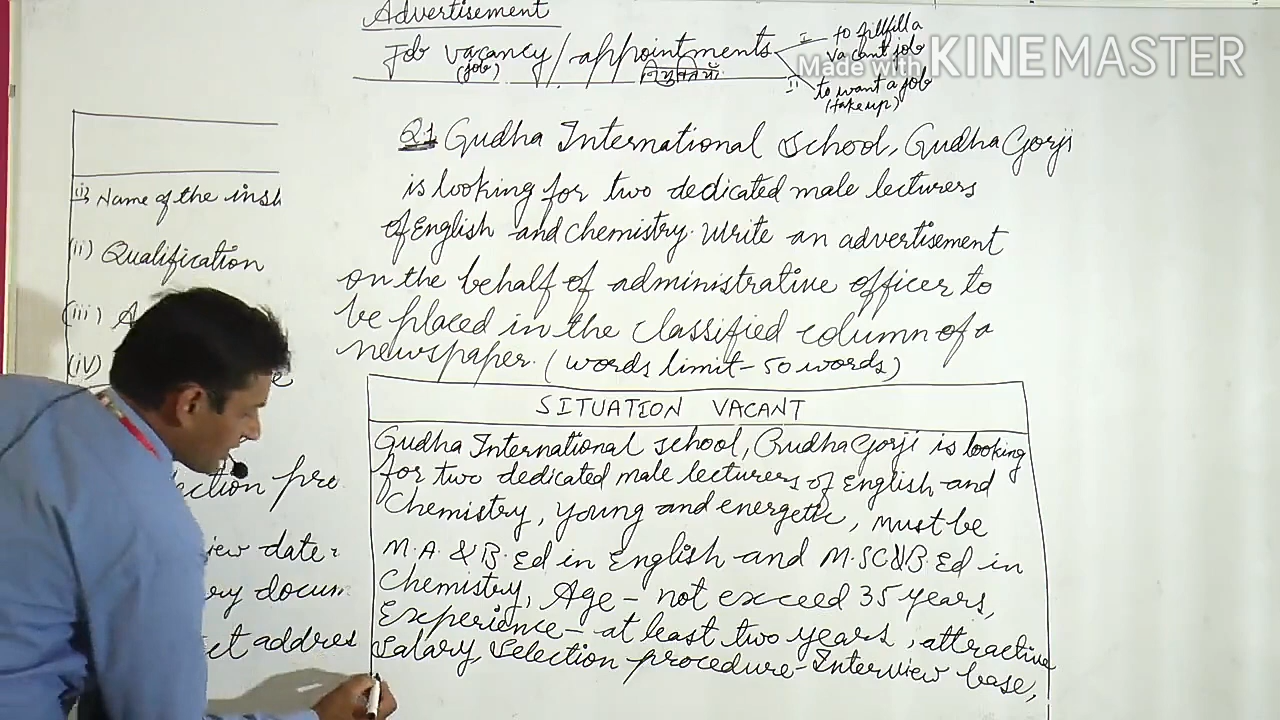 Advertisement
Job vacancy / appointments
(job)
I - to fillfill a
vacant job
II to want a job
(take up)
Made with KINEMASTER
Q1 Gudha International School, Gudha Gorji
is looking for two dedicated male lecturers
of English and Chemistry. Write an advertisement
on the behalf of administrative officer to
be placed in the classified column of a
newspaper. (words limit - 50 words)
(i) Name of the inst
(ii) Qualification
(iii) A
(iv)
ection pro
iew date
ry docum
ct addres
SITUATION VACANT
Gudha International School, Gudha Gorji is looking
for two dedicated male lecturers of English and
Chemistry, young and energetic, must be
M.A. & B.Ed in English and M.SC & B.Ed in
Chemistry, Age - not exceed 35 years,
Experience - at least two years, attractive
Salary, Selection procedure - Interview base,